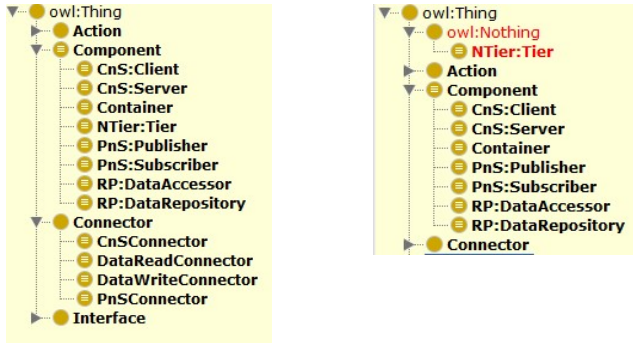 owl:Thing
Action
Component
CnS:Client
CnS:Server
Container
NTier:Tier
PnS:Publisher
PnS:Subscriber
RP:DataAccessor
RP:DataRepository
Connector
CnSConnector
DataReadConnector
DataWriteConnector
PnSConnector
Interface
owl:Thing
owl:Nothing
NTier:Tier
Action
Component
CnS:Client
CnS:Server
Container
PnS:Publisher
PnS:Subscriber
RP:DataAccessor
RP:DataRepository
Connector